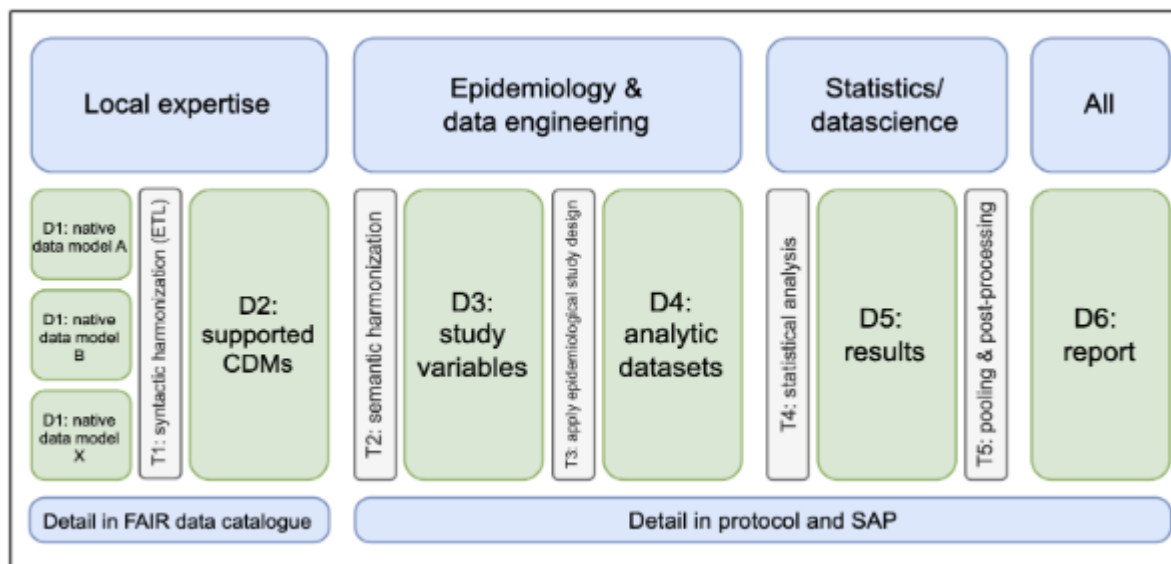 Local expertise
Epidemiology &
data engineering
Statistics/
datascience
All
D1: native
data model A
D1: native
data model
B
D1: native
data model
X
T1: syntactic harmonization (ETL)
D2:
supported
CDMs
T2: semantic harmonization
D3:
study
variables
T3: apply epidemiological study design
D4:
analytic
datasets
T4: statistical analysis
D5:
results
T5: pooling & post-processing
D6:
report
Detail in FAIR data catalogue
Detail in protocol and SAP